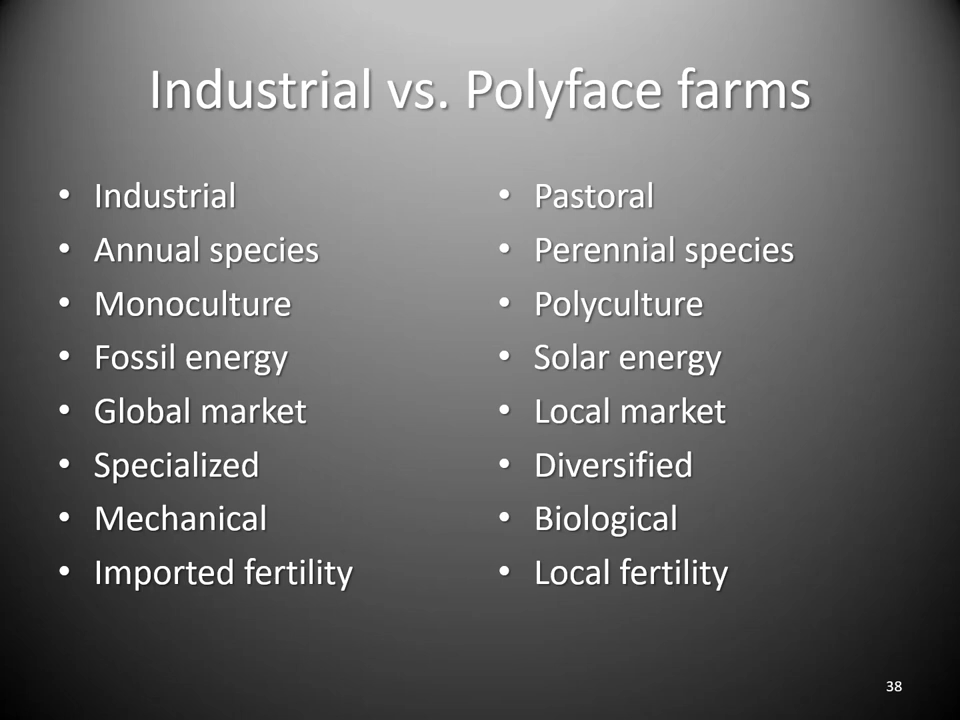 Industrial vs. Polyface farms
• Industrial
• Annual species
• Monoculture
• Fossil energy
• Global market
• Specialized
• Mechanical
• Imported fertility
• Pastoral
• Perennial species
• Polyculture
• Solar energy
• Local market
• Diversified
• Biological
• Local fertility
38